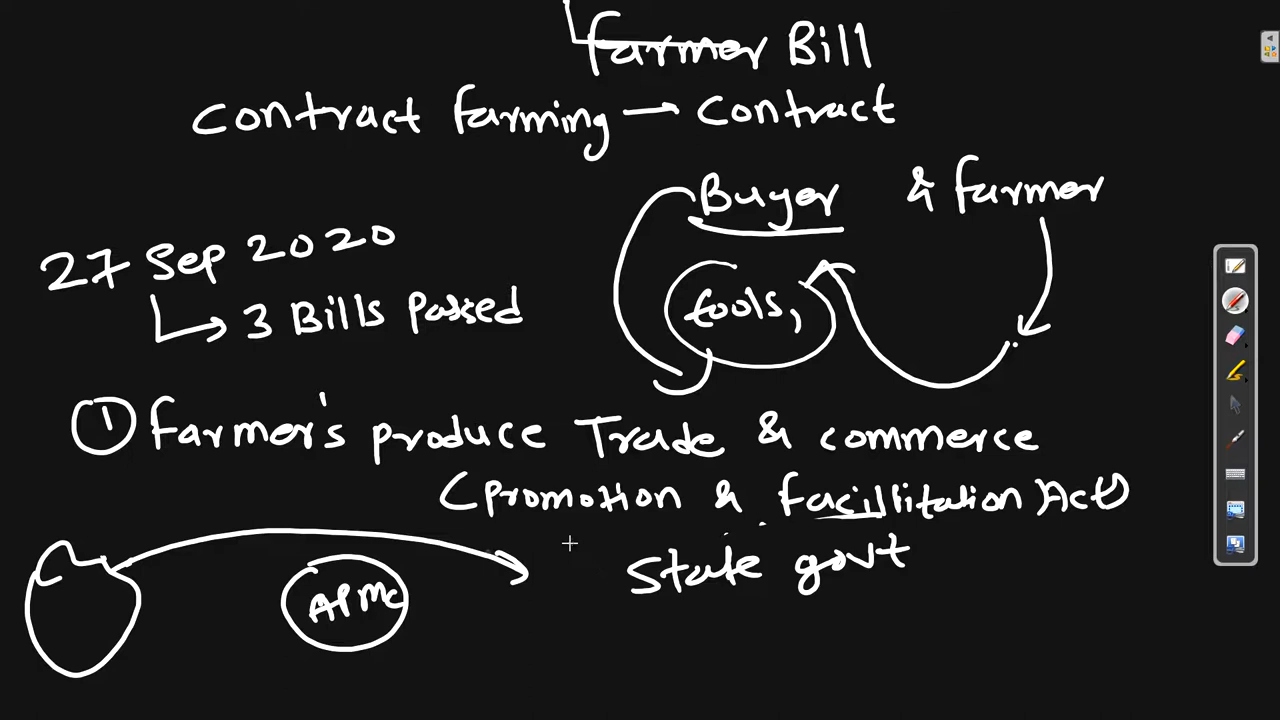 Farmer Bill
Contract farming → Contract
Buyer & farmer
27 Sep 2020
3 Bills Passed
tools,
① Farmer's produce Trade & commerce
(promotion & facillitation Act)
State govt
APMC